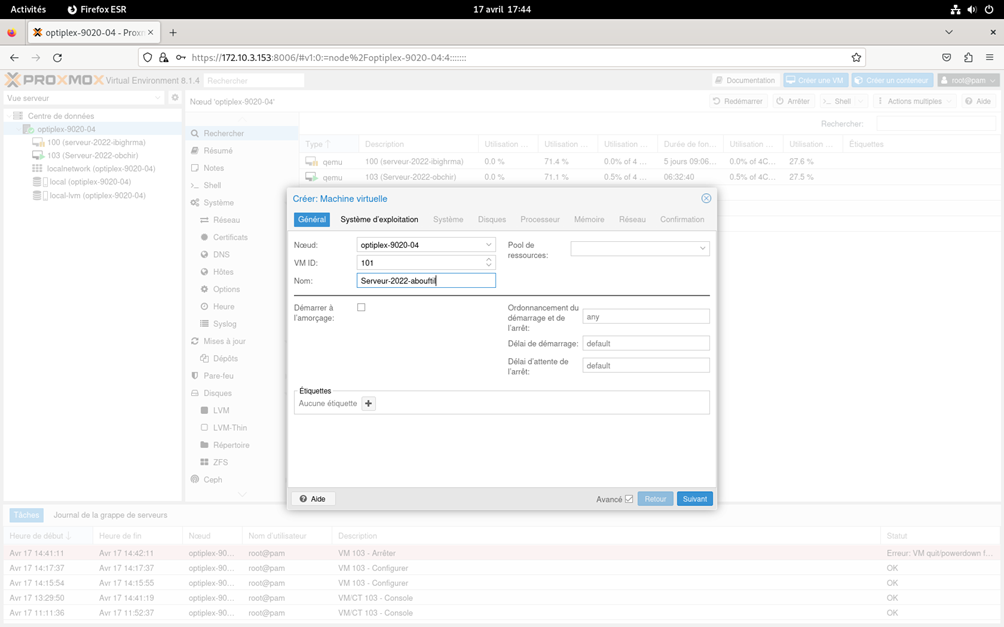 Activités Firefox ESR 17 avril 17:44
optiplex-9020-04 - Proxm
https://172.10.3.153:8006/#v1:0:=node%2Foptiplex-9020-04:4:::::::
PROXMOX Virtual Environment 8.1.4 Rechercher Documentation Créer une VM Créer un conteneur root@pam
Vue serveur
Nœud 'optiplex-9020-04' Redémarrer Arrêter Shell Actions multiples Aide
Centre de données
optiplex-9020-04
100 (serveur-2022-ibighrma)
103 (Serveur-2022-obchir)
localnetwork (optiplex-9020-04)
local (optiplex-9020-04)
local-lvm (optiplex-9020-04)
Rechercher
Résumé
Notes
Shell
Système
Réseau
Certificats
DNS
Hôtes
Options
Heure
Syslog
Mises à jour
Dépôts
Pare-feu
Disques
LVM
LVM-Thin
Répertoire
ZFS
Ceph
Rechercher:
Type Description Utilisation ... Utilisation ... Utilisation ... Durée de fon... Utilisation ... Utilisation ... Étiquettes
qemu 100 (serveur-2022-ibighrma) 0.0 % 71.4 % 0.0% of 4 ... 5 jours 09:06... 0.0% of 4C... 27.6 %
qemu 103 (Serveur-2022-obchir) 0.0 % 71.1 % 0.5% of 4 ... 06:32:40 0.0% of 4C... 27.5 %
Créer: Machine virtuelle
Général Système d'exploitation Système Disques Processeur Mémoire Réseau Confirmation
Nœud: optiplex-9020-04
VM ID: 101
Nom: Serveur-2022-abouftil
Pool de
ressources:
Démarrer à
l'amorçage:
Ordonnancement du
démarrage et de
l'arrêt: any
Délai de démarrage: default
Délai d'attente de
l'arrêt: default
Étiquettes
Aucune étiquette
Aide Avancé Retour Suivant
Tâches Journal de la grappe de serveurs
Heure de début Heure de fin Nœud Nom d'utilisateur Description Statut
Avr 17 14:41:11 Avr 17 14:42:11 optiplex-90... root@pam VM 103 - Arrêter Erreur: VM quit/powerdown f...
Avr 17 14:17:37 Avr 17 14:17:37 optiplex-90... root@pam VM 103 - Configurer OK
Avr 17 14:15:54 Avr 17 14:15:55 optiplex-90... root@pam VM 103 - Configurer OK
Avr 17 13:29:50 Avr 17 14:41:19 optiplex-90... root@pam VM/CT 103 - Console OK
Avr 17 11:11:36 Avr 17 11:52:37 optiplex-90... root@pam VM/CT 103 - Console OK